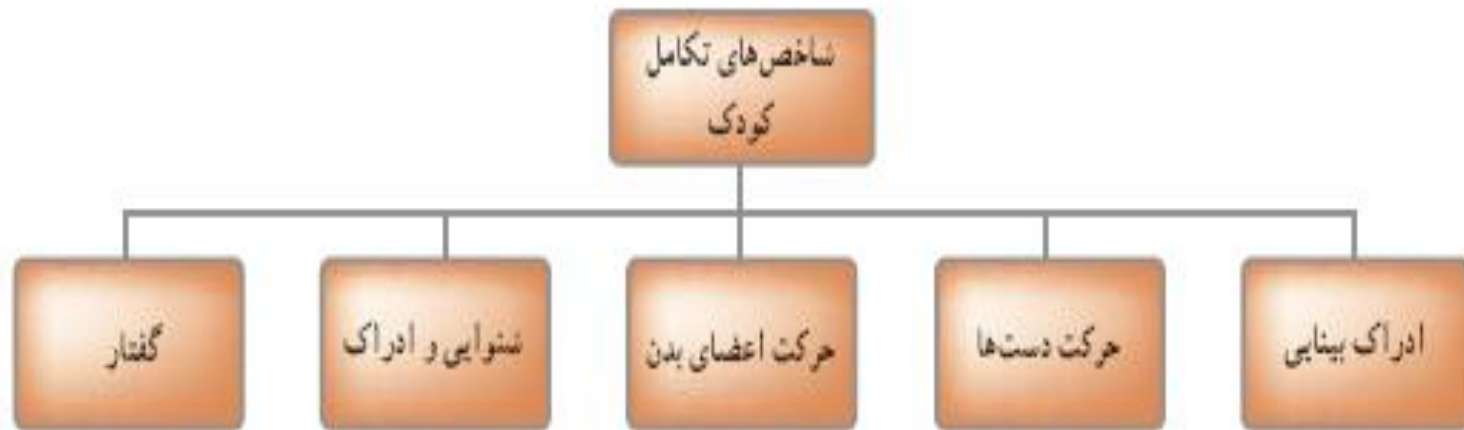 شاخص‌های تکامل
کودک
ادراک بینایی
حرکت دست‌ها
حرکت اعضای بدن
شنوایی و ادراک
گفتار